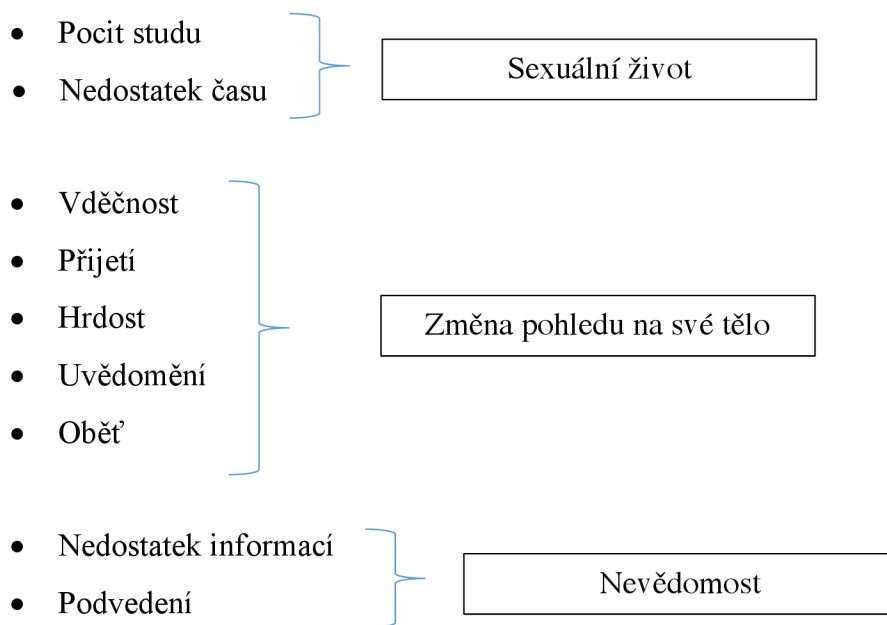 • Pocit studu
• Nedostatek času
Sexuální život
• Vděčnost
• Přijetí
• Hrdost
• Uvědomění
• Oběť
Změna pohledu na své tělo
• Nedostatek informací
• Podvedení
Nevědomost